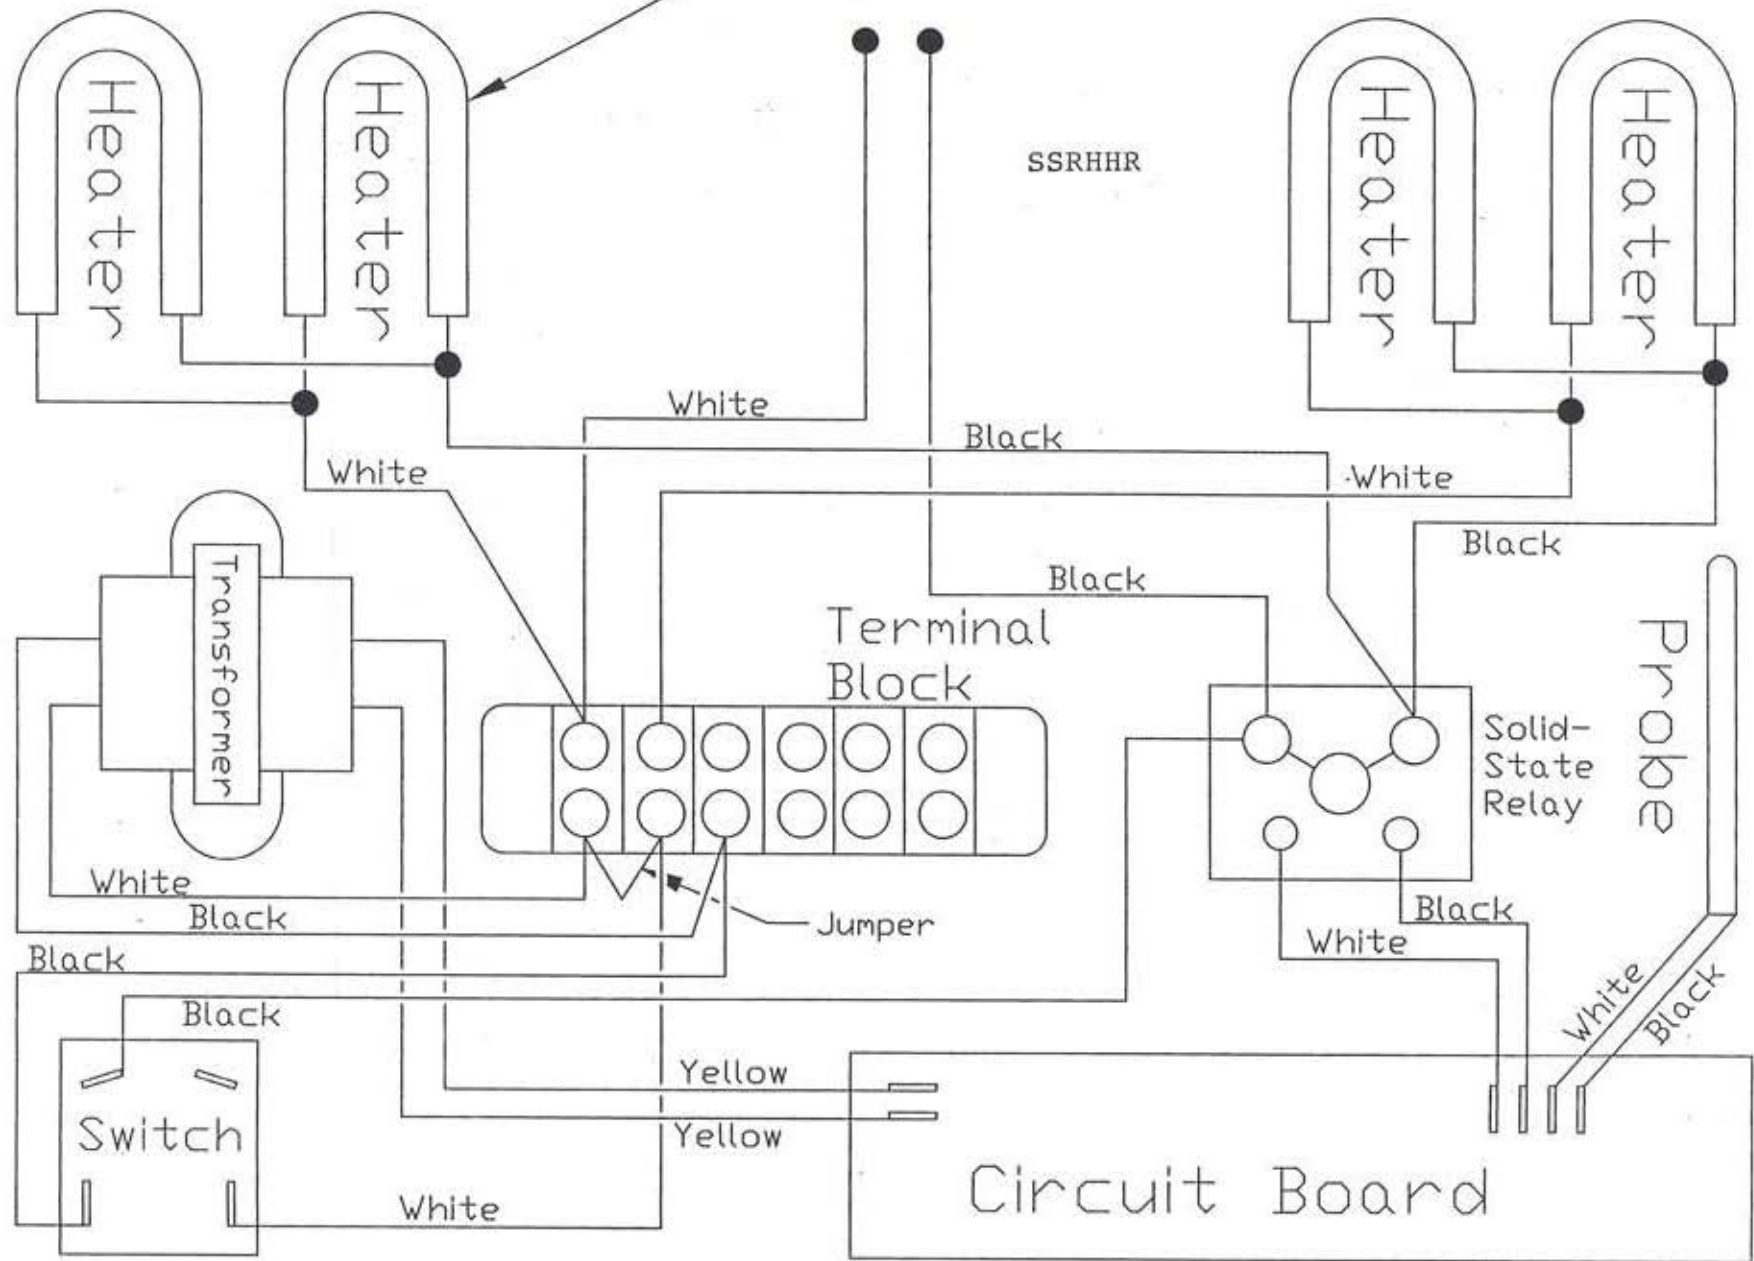 Heater
Heater
SSRHHR
Heater
Heater
White
Black
White
White
Black
Transformer
Black
Terminal
Block
Probe
Solid-
State
Relay
White
Black
Jumper
Black
White
Black
Black
White
Black
Yellow
Yellow
Switch
White
Circuit Board